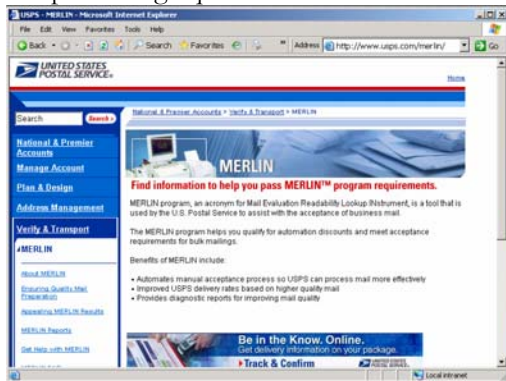 USPS - MERLIN - Microsoft Internet Explorer
File Edit View Favorites Tools Help
Back Search Favorites Address http://www.usps.com/merlin/ Go
UNITED STATES
POSTAL SERVICE®
Home
Search Search
National & Premier Accounts > Verify & Transport > MERLIN
National & Premier
Accounts
Manage Account
Plan & Design
Address Management
Verify & Transport
MERLIN
About MERLIN
Ensuring Quality Mail
Preparation
Appealing MERLIN Results
MERLIN Reports
Get Help with MERLIN
MERLIN
Find information to help you pass MERLIN™ program requirements.
MERLIN program, an acronym for Mail Evaluation Readability Lookup INstrument, is a tool that is
used by the U.S. Postal Service to assist with the acceptance of business mail.
The MERLIN program helps you qualify for automation discounts and meet acceptance
requirements for bulk mailings.
Benefits of MERLIN include:
• Automates manual acceptance process so USPS can process mail more effectively
• Improved USPS delivery rates based on higher quality mail
• Provides diagnostic reports for improving mail quality
Be in the Know. Online.
Get delivery information on your package.
Track & Confirm
UNITED STATES
POSTAL SERVICE
Local intranet